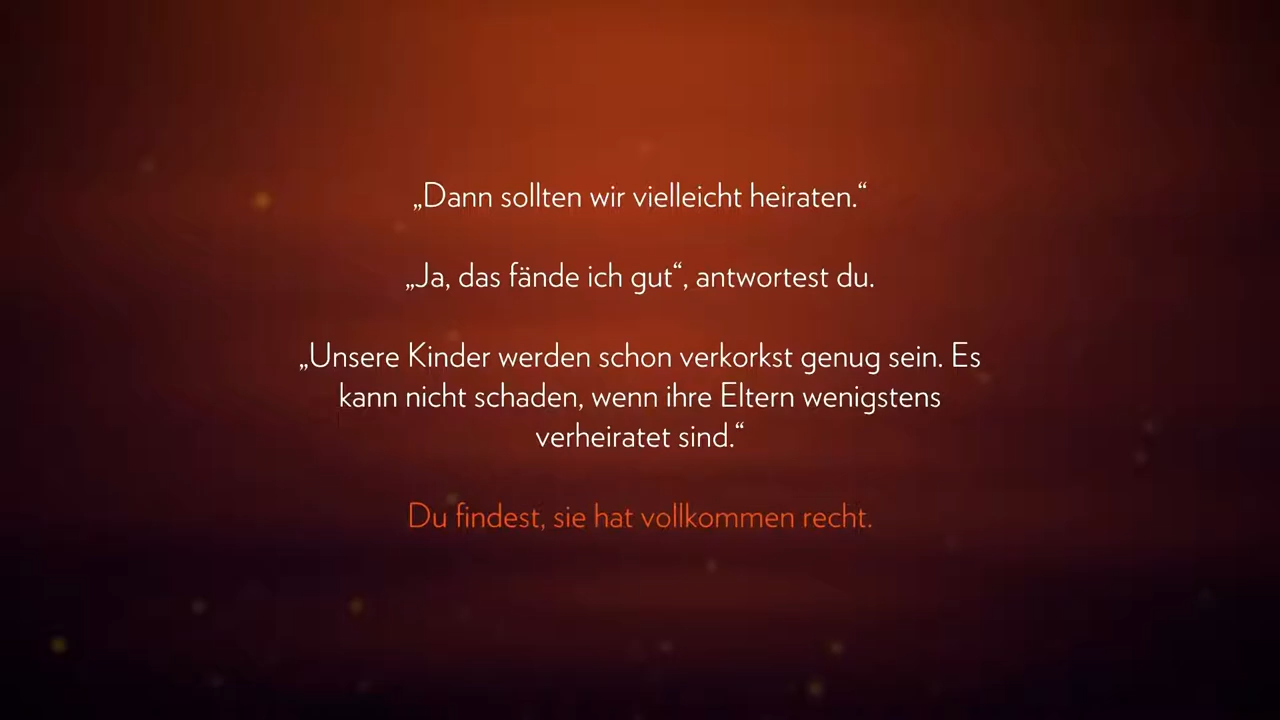 „Dann sollten wir vielleicht heiraten.“
„Ja, das fände ich gut“, antwortest du.
„Unsere Kinder werden schon verkorkst genug sein. Es
kann nicht schaden, wenn ihre Eltern wenigstens
verheiratet sind.“
Du findest, sie hat vollkommen recht.